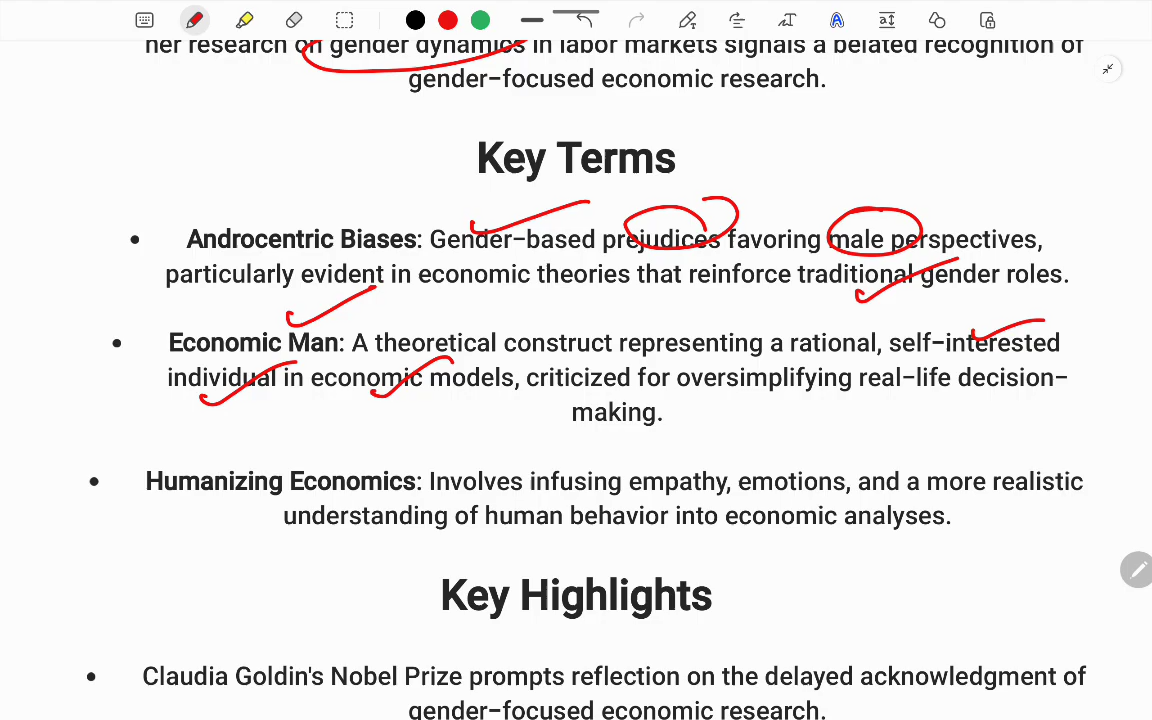 her research on gender dynamics in labor markets signals a belated recognition of
gender-focused economic research.
Key Terms
• Androcentric Biases: Gender-based prejudices favoring male perspectives,
particularly evident in economic theories that reinforce traditional gender roles.
• Economic Man: A theoretical construct representing a rational, self-interested
individual in economic models, criticized for oversimplifying real-life decision-
making.
• Humanizing Economics: Involves infusing empathy, emotions, and a more realistic
understanding of human behavior into economic analyses.
Key Highlights
• Claudia Goldin's Nobel Prize prompts reflection on the delayed acknowledgment of
gender-focused economic research.